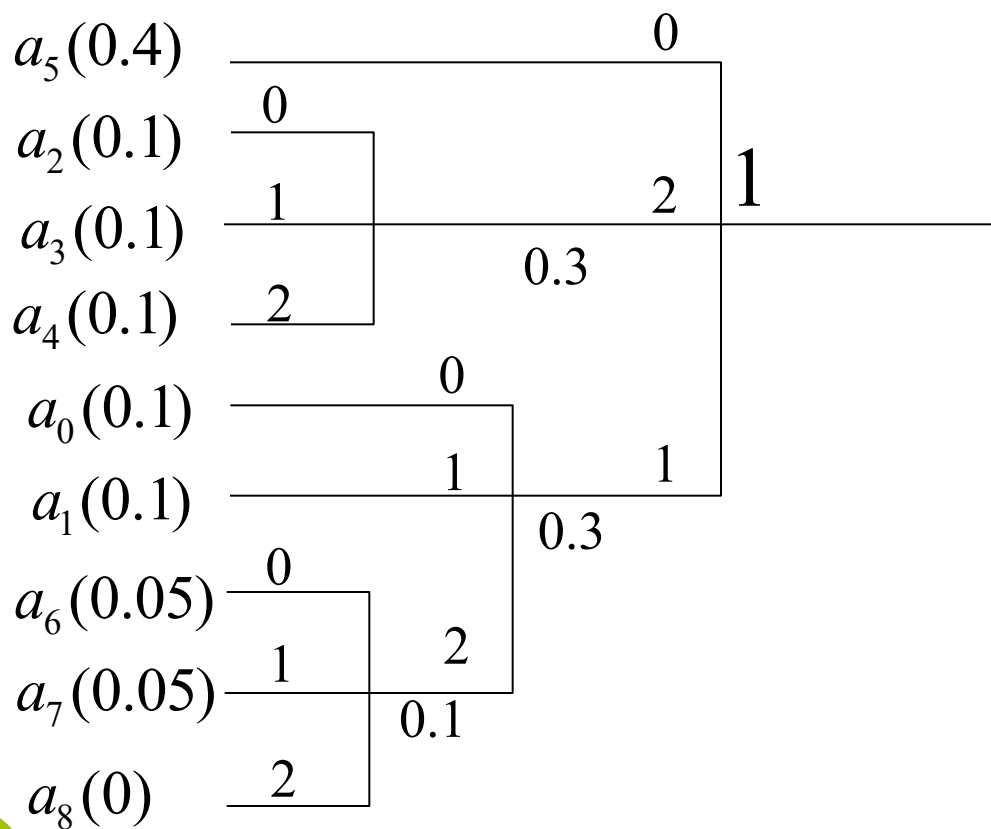 a₅(0.4) 0
0
a₂(0.1)
2 1
1
a₃(0.1)
0.3
2
a₄(0.1)
0
a₀(0.1)
1 1
a₁(0.1)
0.3
0
a₆(0.05)
2
1
a₇(0.05)
0.1
2
a₈(0)